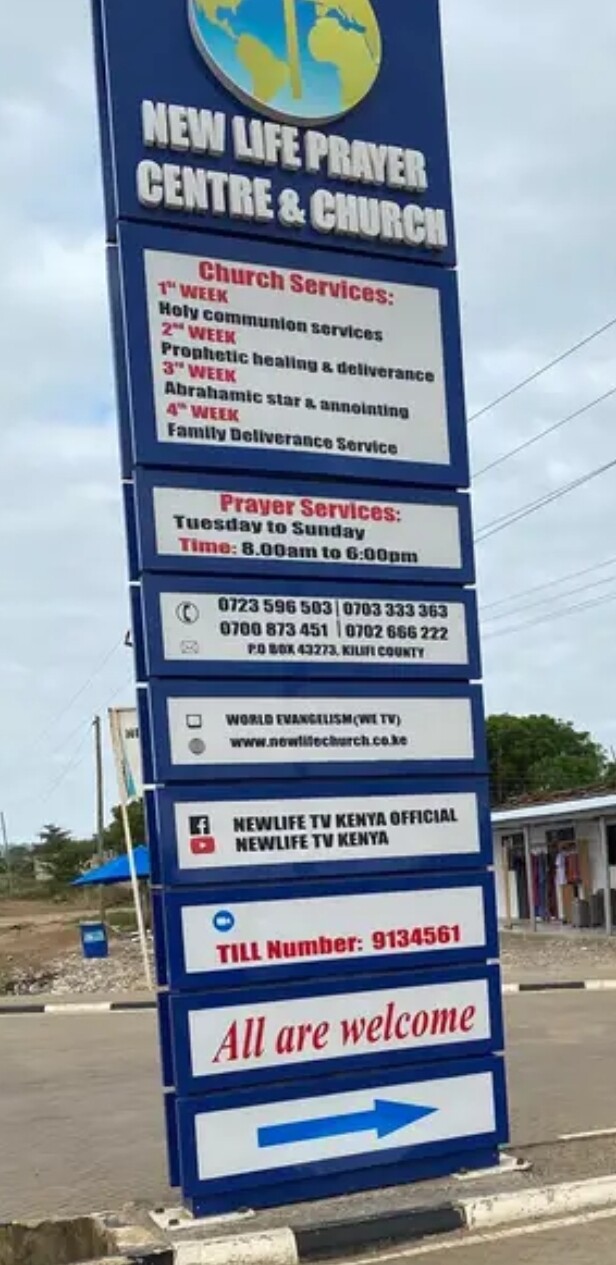 NEW LIFE PRAYER
CENTRE & CHURCH
Church Services:
1ST WEEK
Holy communion services
2nd WEEK
Prophetic healing & deliverance
3rd WEEK
Abrahamic star & annointing
4th WEEK
Family Deliverance Service
Prayer Services:
Tuesday to Sunday
Time: 8.00am to 6:00pm
0723 596 503 | 0703 333 363
0700 873 451 | 0702 666 222
P.O BOX 43273, KILIFI COUNTY
WORLD EVANGELISM(WE TV)
www.newlifechurch.co.ke
NEWLIFE TV KENYA OFFICIAL
NEWLIFE TV KENYA
TILL Number: 9134561
All are welcome